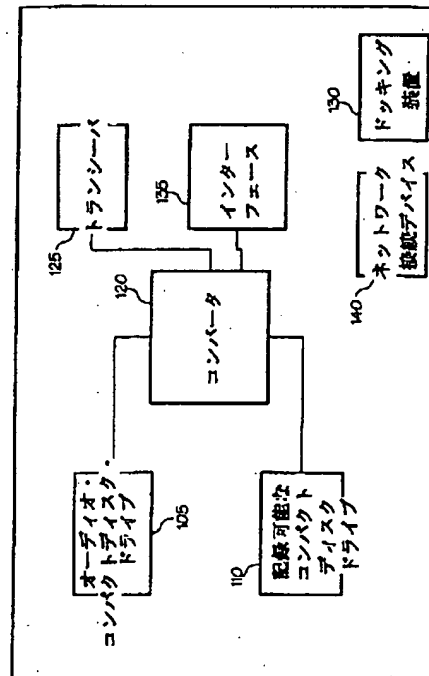 オーディオ・
コンパクトディスク・
ドライブ
105
記録可能な
コンパクト
ディスク
ドライブ
110
コンバータ
120
トランシーバ
125
インター
フェース
135
ネットワーク
接続デバイス
140
ドッキング
装置
130